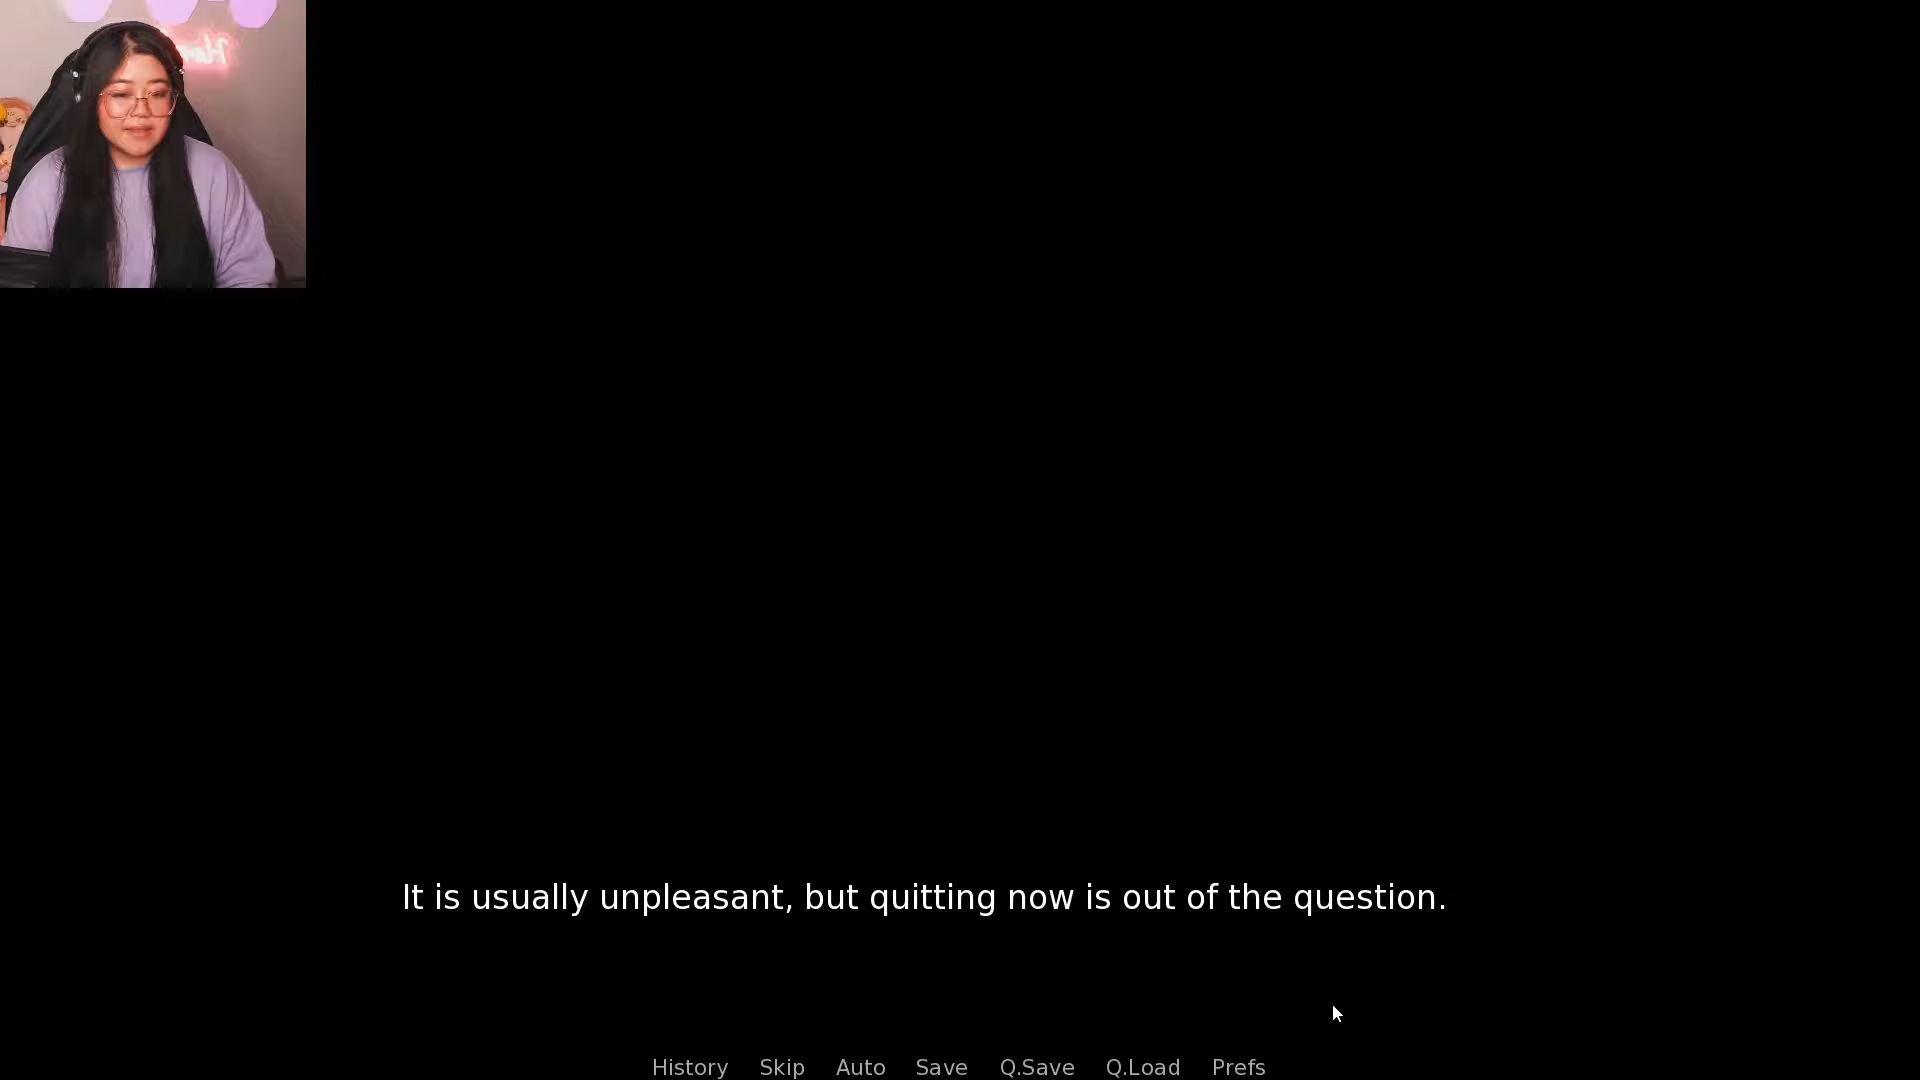 It is usually unpleasant, but quitting now is out of the question.
History Skip Auto Save Q.Save Q.Load Prefs